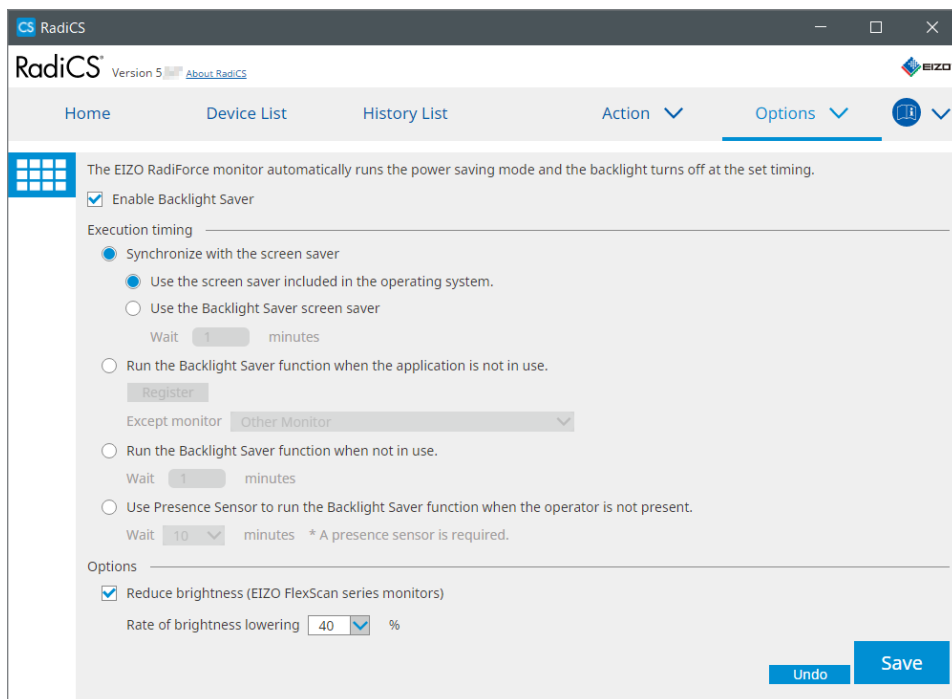 CS RadiCS
RadiCS® Version 5. About RadiCS EIZO
Home Device List History List Action Options
The EIZO RadiForce monitor automatically runs the power saving mode and the backlight turns off at the set timing.
Enable Backlight Saver
Execution timing
Synchronize with the screen saver
Use the screen saver included in the operating system.
Use the Backlight Saver screen saver
Wait 1 minutes
Run the Backlight Saver function when the application is not in use.
Register
Except monitor Other Monitor
Run the Backlight Saver function when not in use.
Wait 1 minutes
Use Presence Sensor to run the Backlight Saver function when the operator is not present.
Wait 10 minutes * A presence sensor is required.
Options
Reduce brightness (EIZO FlexScan series monitors)
Rate of brightness lowering 40 %
Undo Save